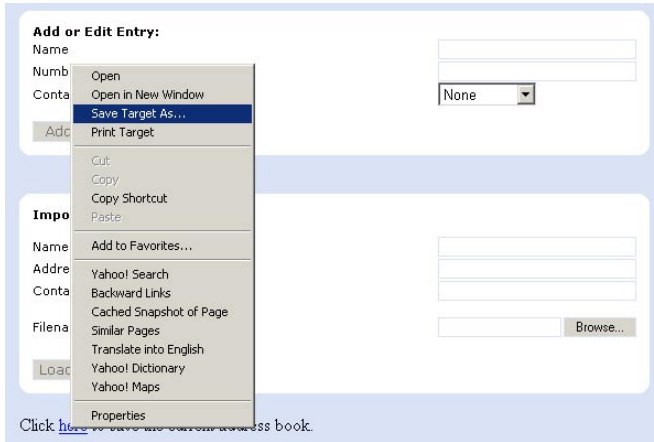 Add or Edit Entry:
Name
Numb
Conta
None
Add
Open
Open in New Window
Save Target As...
Print Target
Cut
Copy
Copy Shortcut
Paste
Add to Favorites...
Yahoo! Search
Backward Links
Cached Snapshot of Page
Similar Pages
Translate into English
Yahoo! Dictionary
Yahoo! Maps
Properties
Impo
Name
Addre
Conta
Filena
Browse...
Load
Click here to save the current address book.